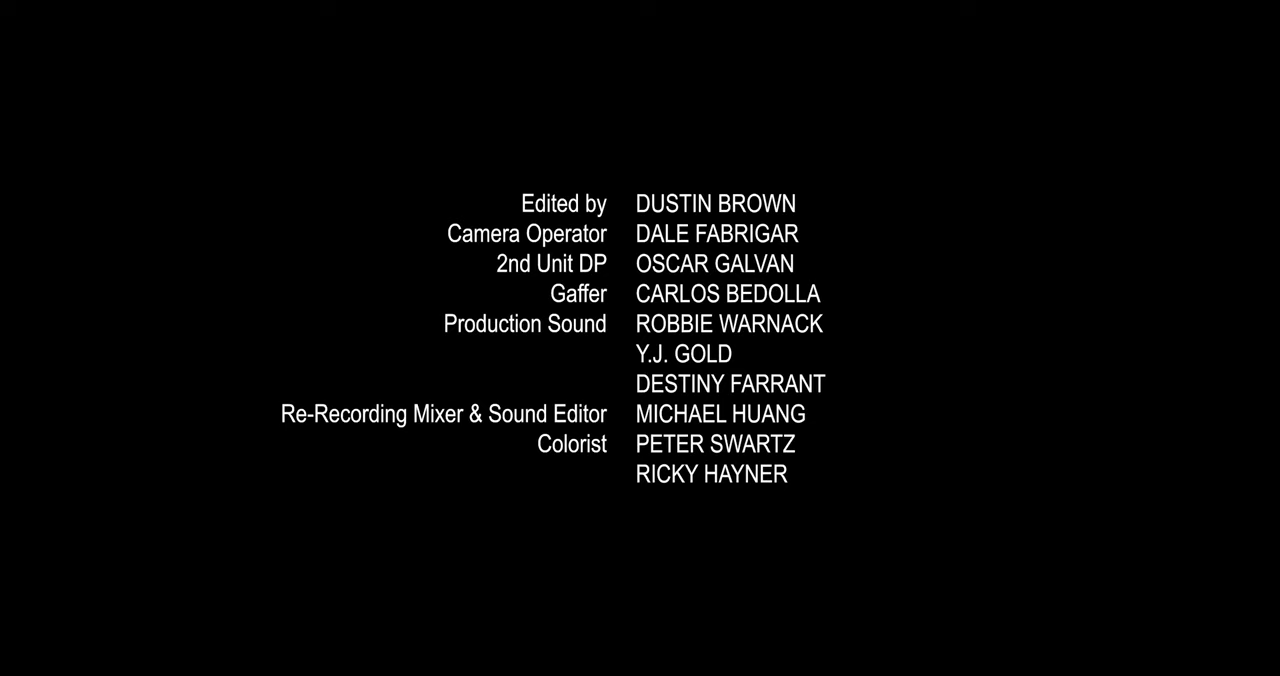 Edited by DUSTIN BROWN
Camera Operator DALE FABRIGAR
2nd Unit DP OSCAR GALVAN
Gaffer CARLOS BEDOLLA
Production Sound ROBBIE WARNACK
Y.J. GOLD
DESTINY FARRANT
Re-Recording Mixer & Sound Editor MICHAEL HUANG
Colorist PETER SWARTZ
RICKY HAYNER